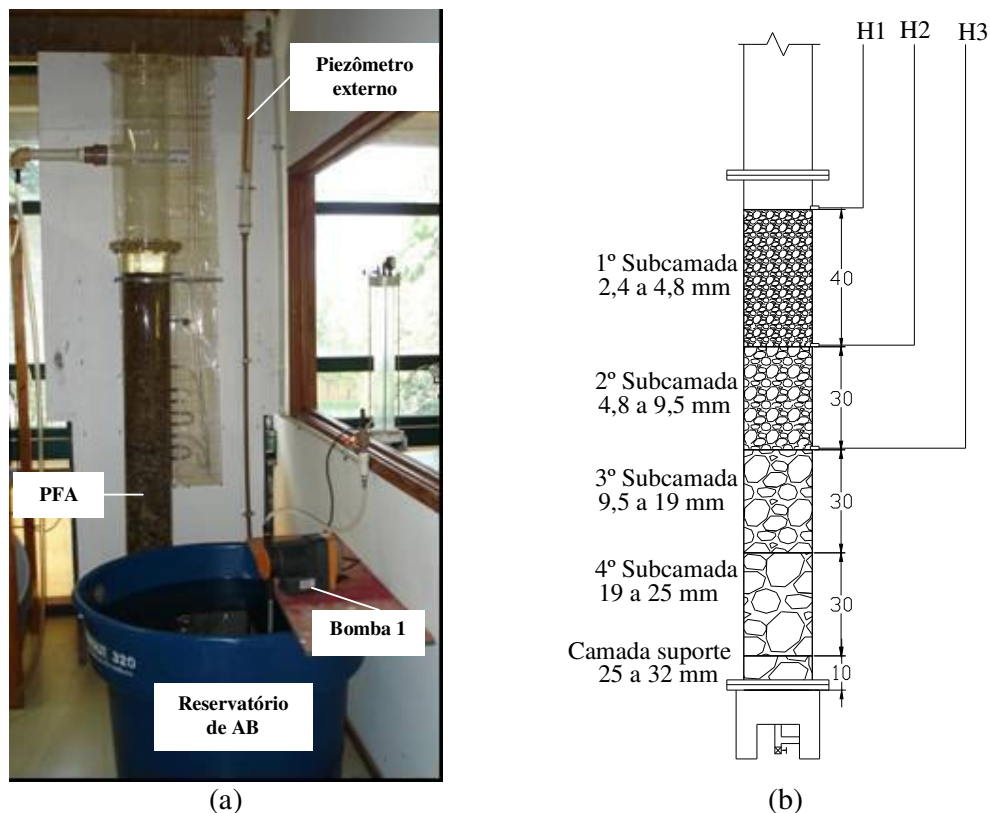 Piezômetro
externo
PFA
Bomba 1
320
Reservatório
de AB
(a)
H1 H2 H3
1º Subcamada
2,4 a 4,8 mm
40
2º Subcamada
4,8 a 9,5 mm
30
3º Subcamada
9,5 a 19 mm
30
4º Subcamada
19 a 25 mm
30
Camada suporte
25 a 32 mm
10
(b)